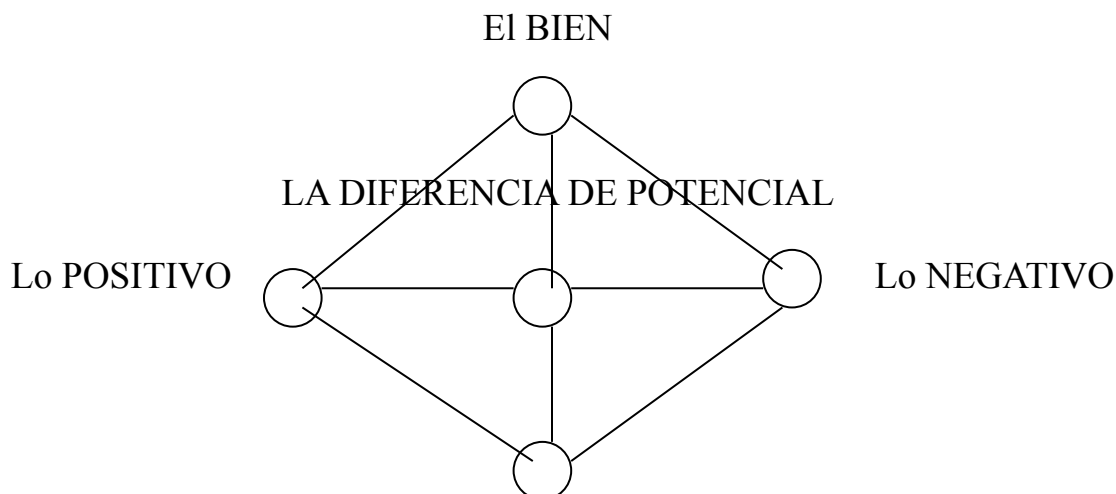 El BIEN
LA DIFERENCIA DE POTENCIAL
Lo POSITIVO
Lo NEGATIVO